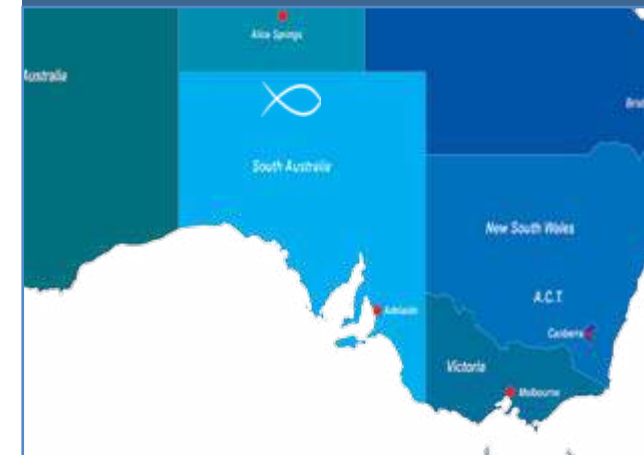 Alice Springs
Australia
South Australia
New South Wales
A.C.T.
Adelaide
Canberra
Victoria
Melbourne